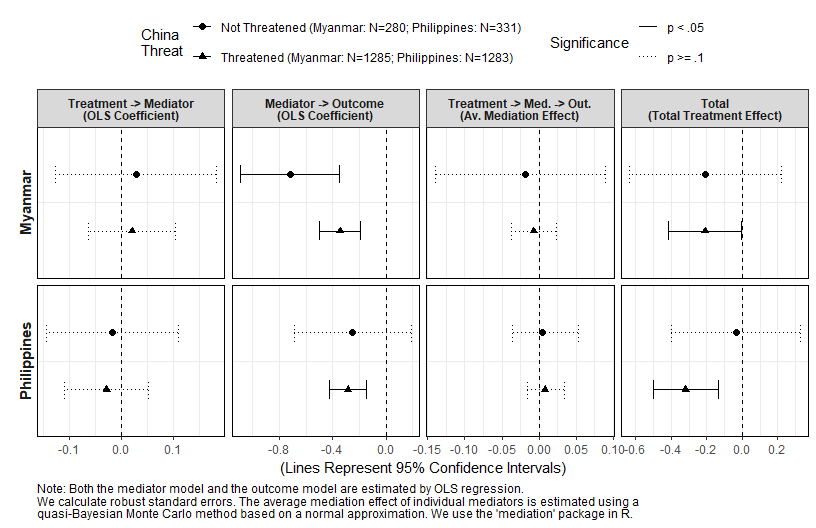 China
Threat
Not Threatened (Myanmar: N=280; Philippines: N=331)
Threatened (Myanmar: N=1285; Philippines: N=1283)
Significance
p < .05
p >= .1
Treatment -> Mediator
(OLS Coefficient)
Mediator -> Outcome
(OLS Coefficient)
Treatment -> Med. -> Out.
(Av. Mediation Effect)
Total
(Total Treatment Effect)
Myanmar
Philippines
-0.1 0.0 0.1
-0.8 -0.4 0.0
-0.15 -0.10 -0.05 0.00 0.05 0.10
-0.6 -0.4 -0.2 0.0 0.2
(Lines Represent 95% Confidence Intervals)
Note: Both the mediator model and the outcome model are estimated by OLS regression.
We calculate robust standard errors. The average mediation effect of individual mediators is estimated using a
quasi-Bayesian Monte Carlo method based on a normal approximation. We use the 'mediation' package in R.